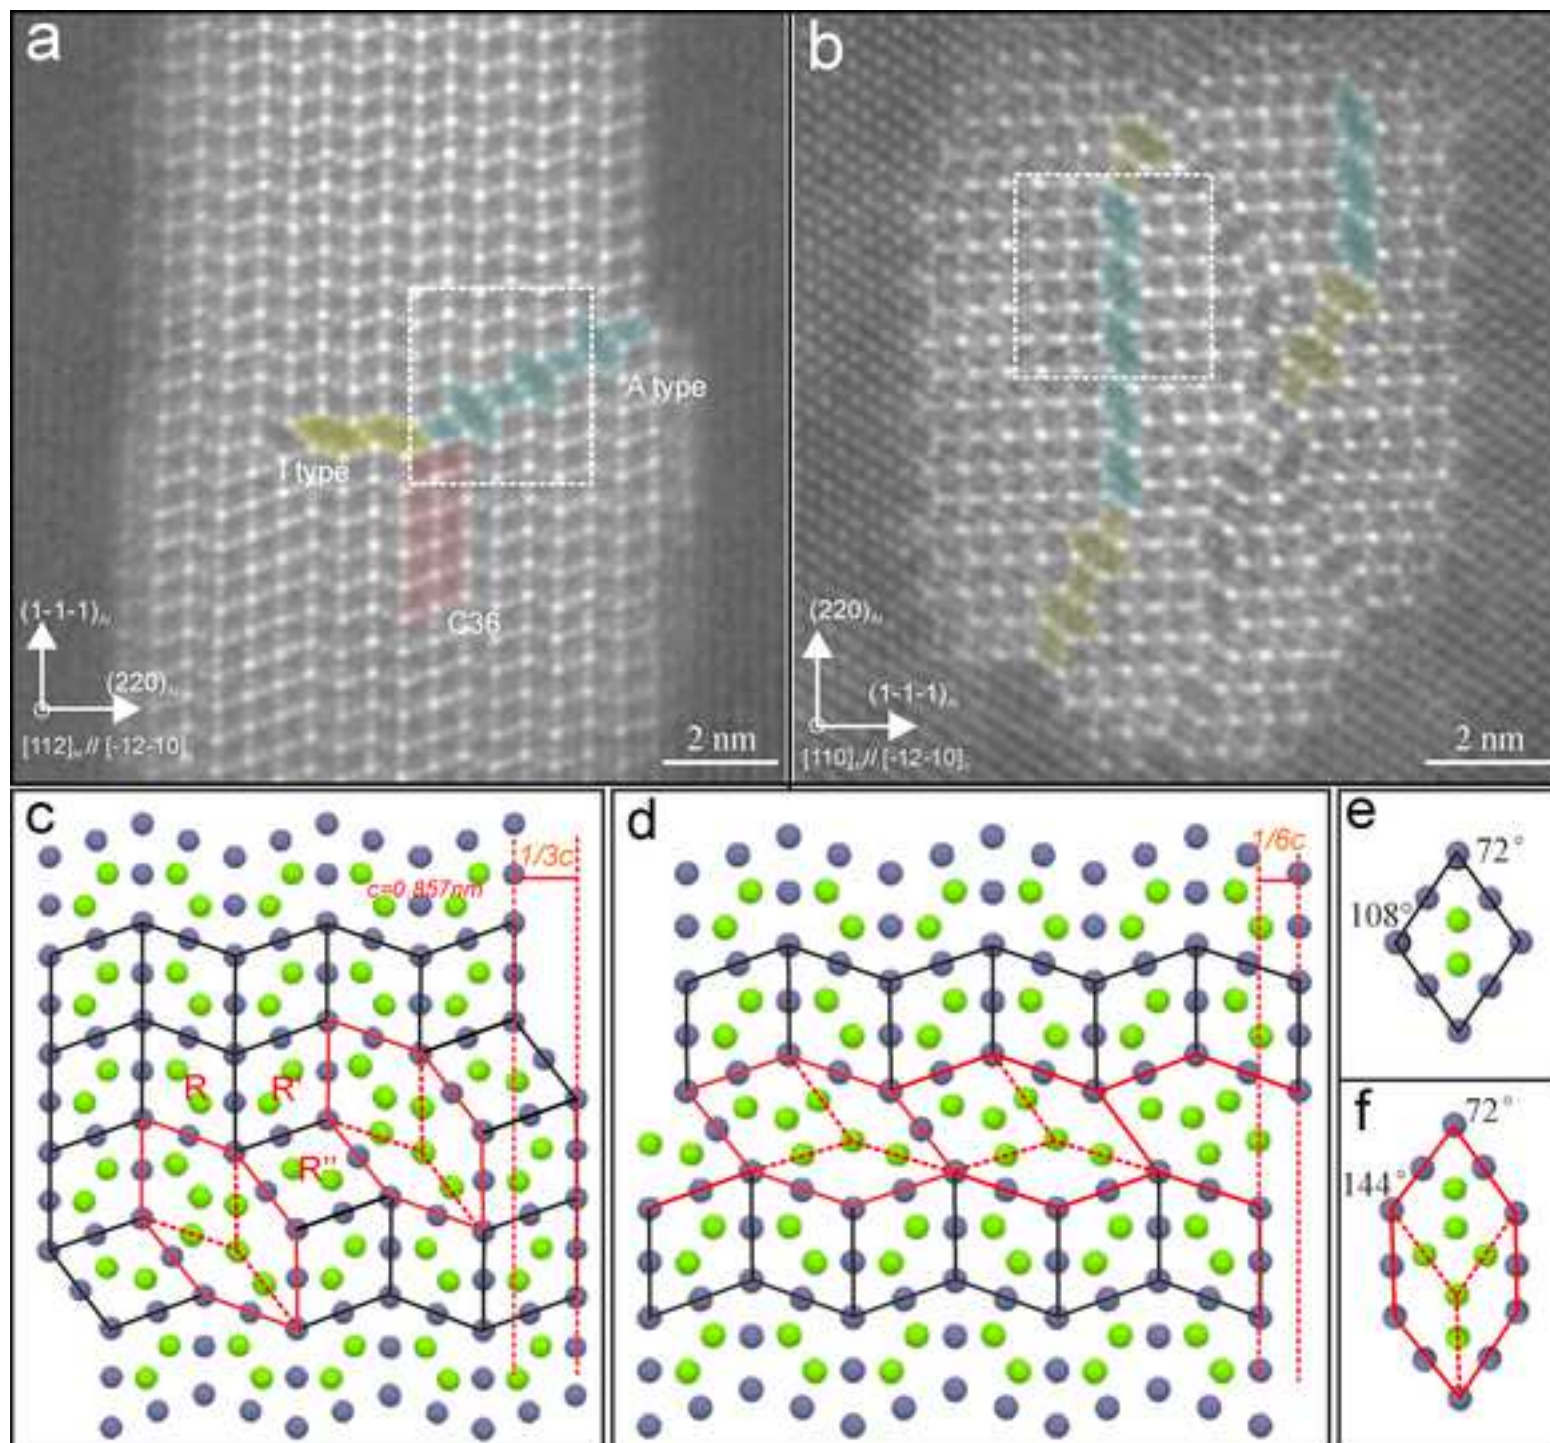 a
A type
I type
C36
(1-1-1)
(220)
[112] // [-12-10]
2 nm
b
(220)
(1-1-1)
[110] // [-12-10]
2 nm
c
1/3c
c=0.857nm
R
R'
R''
d
1/6c
e
72°
108°
f
72°
144°